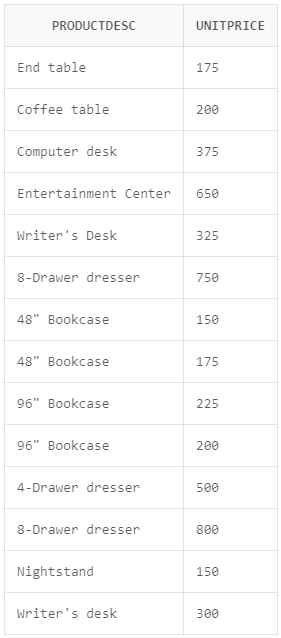 PRODUCTDESC UNITPRICE
End table 175
Coffee table 200
Computer desk 375
Entertainment Center 650
Writer's Desk 325
8-Drawer dresser 750
48" Bookcase 150
48" Bookcase 175
96" Bookcase 225
96" Bookcase 200
4-Drawer dresser 500
8-Drawer dresser 800
Nightstand 150
Writer's desk 300